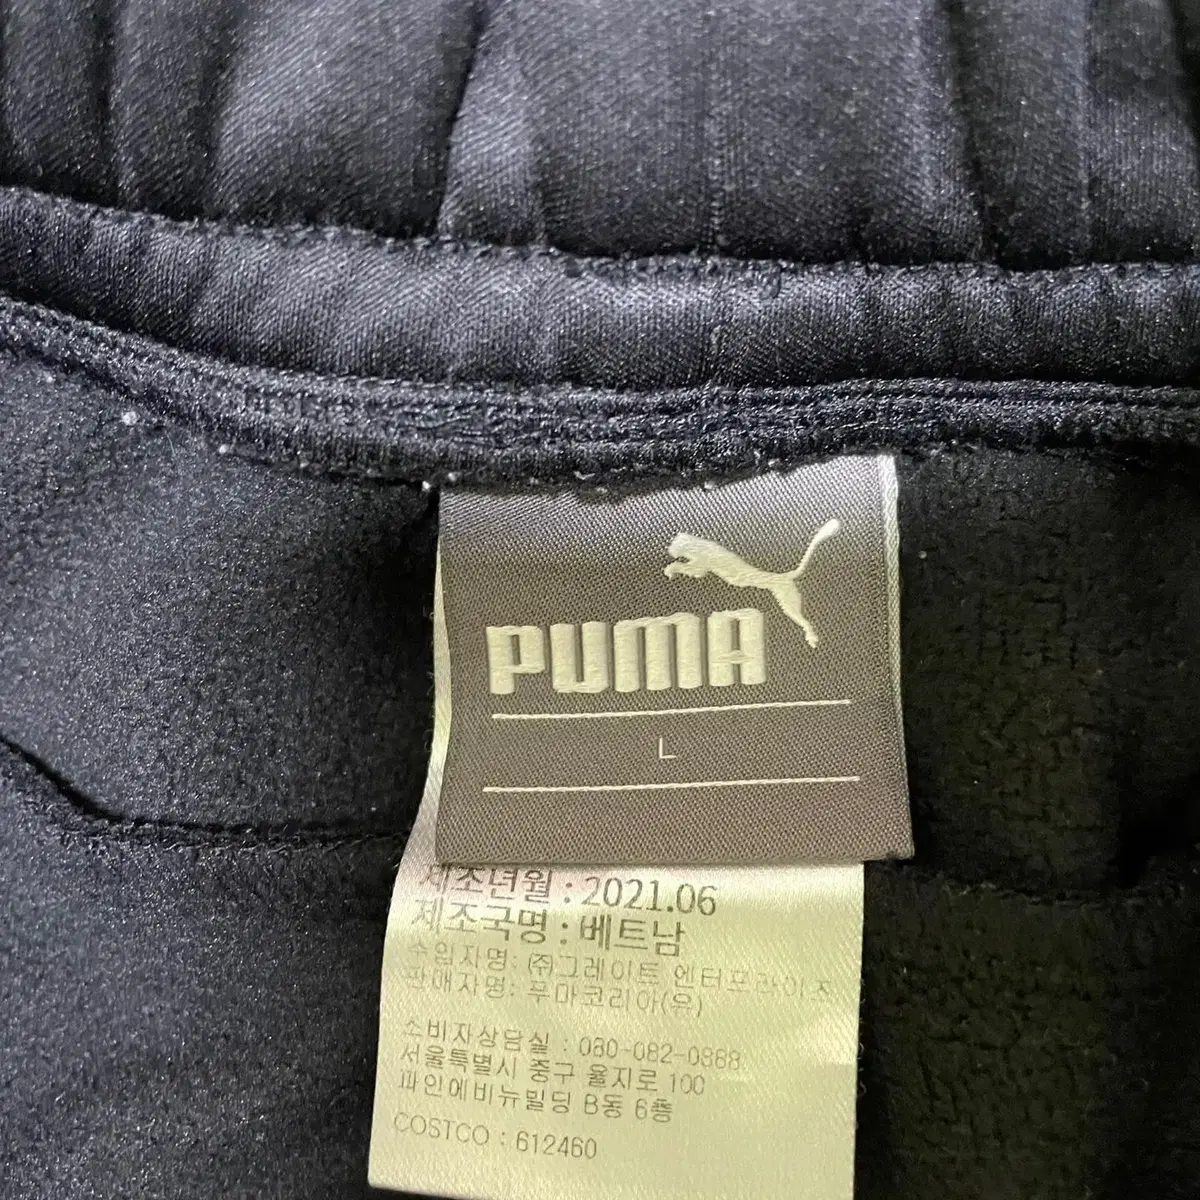 PUMA
L
제조년월 : 2021.06
제조국명 : 베트남
수입자명: ㈜그레이트 엔터프라이즈
판매자명: 푸마코리아(유)
소비자상담실 : 080-082-0888
서울특별시 중구 을지로 100
파인에비뉴빌딩 B동 6층
COSTCO : 612460